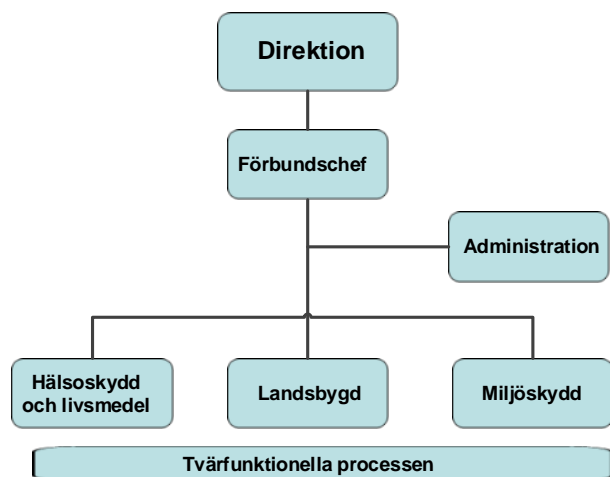 Direktion
Förbundschef
Administration
Hälsoskydd
och livsmedel
Landsbygd
Miljöskydd
Tvärfunktionella processen